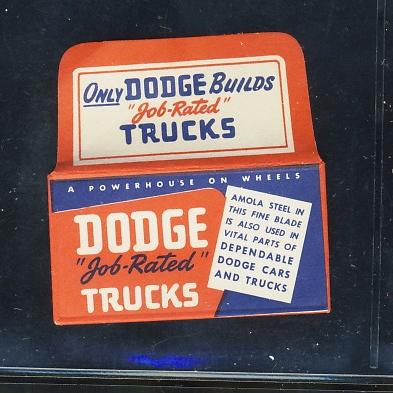 ONLY DODGE BUILDS
"Job-Rated"
TRUCKS
A POWERHOUSE ON WHEELS
DODGE
"Job-Rated"
TRUCKS
AMOLA STEEL IN
THIS FINE BLADE
IS ALSO USED IN
VITAL PARTS OF
DEPENDABLE
DODGE CARS
AND TRUCKS